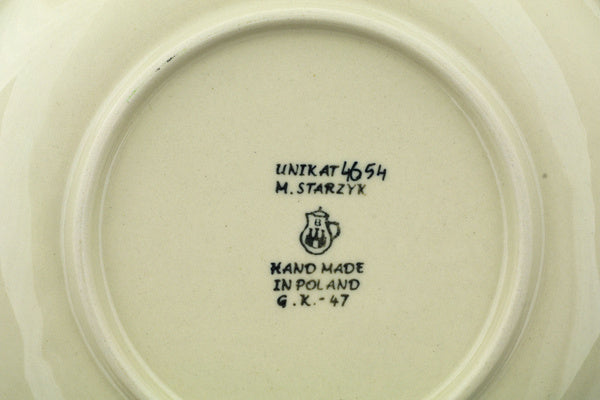 UNIKAT 4654
M. STARZYK
B
HAND MADE
IN POLAND
G.K.-47